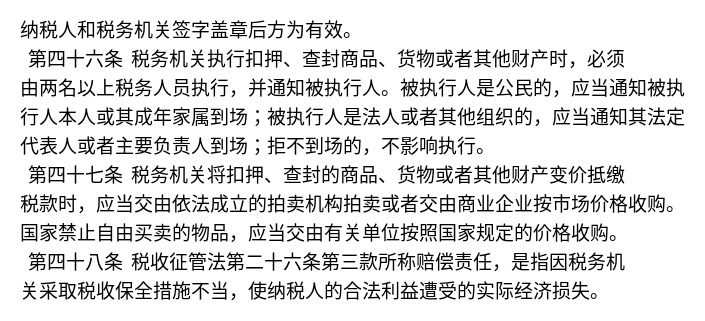 纳税人和税务机关签字盖章后方为有效。
第四十六条 税务机关执行扣押、查封商品、货物或者其他财产时，必须
由两名以上税务人员执行，并通知被执行人。被执行人是公民的，应当通知被执
行人本人或其成年家属到场；被执行人是法人或者其他组织的，应当通知其法定
代表人或者主要负责人到场；拒不到场的，不影响执行。
第四十七条 税务机关将扣押、查封的商品、货物或者其他财产变价抵缴
税款时，应当交由依法成立的拍卖机构拍卖或者交由商业企业按市场价格收购。
国家禁止自由买卖的物品，应当交由有关单位按照国家规定的价格收购。
第四十八条 税收征管法第二十六条第三款所称赔偿责任，是指因税务机
关采取税收保全措施不当，使纳税人的合法利益遭受的实际经济损失。